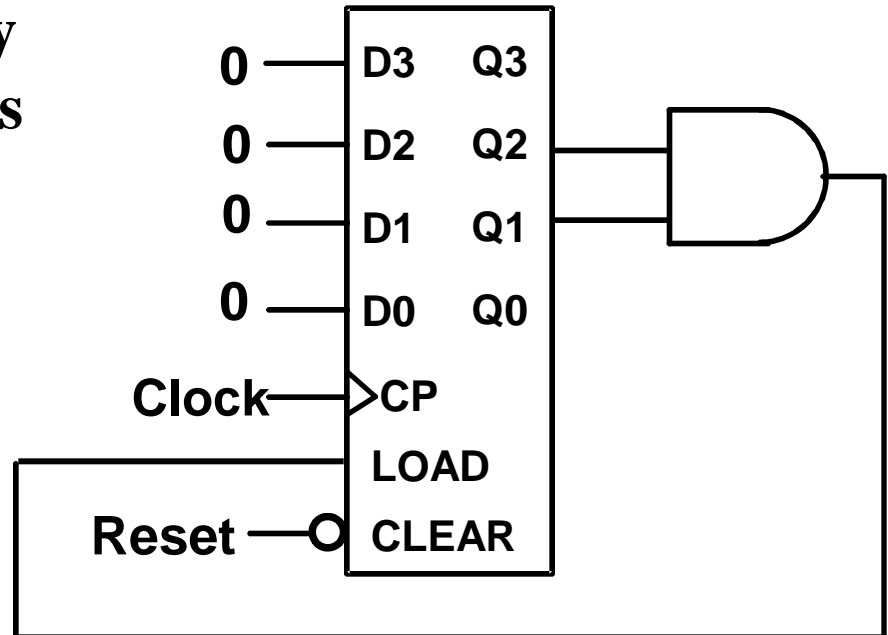 y
s
0 D3 Q3
0 D2 Q2
0 D1 Q1
0 D0 Q0
Clock CP
LOAD
Reset CLEAR